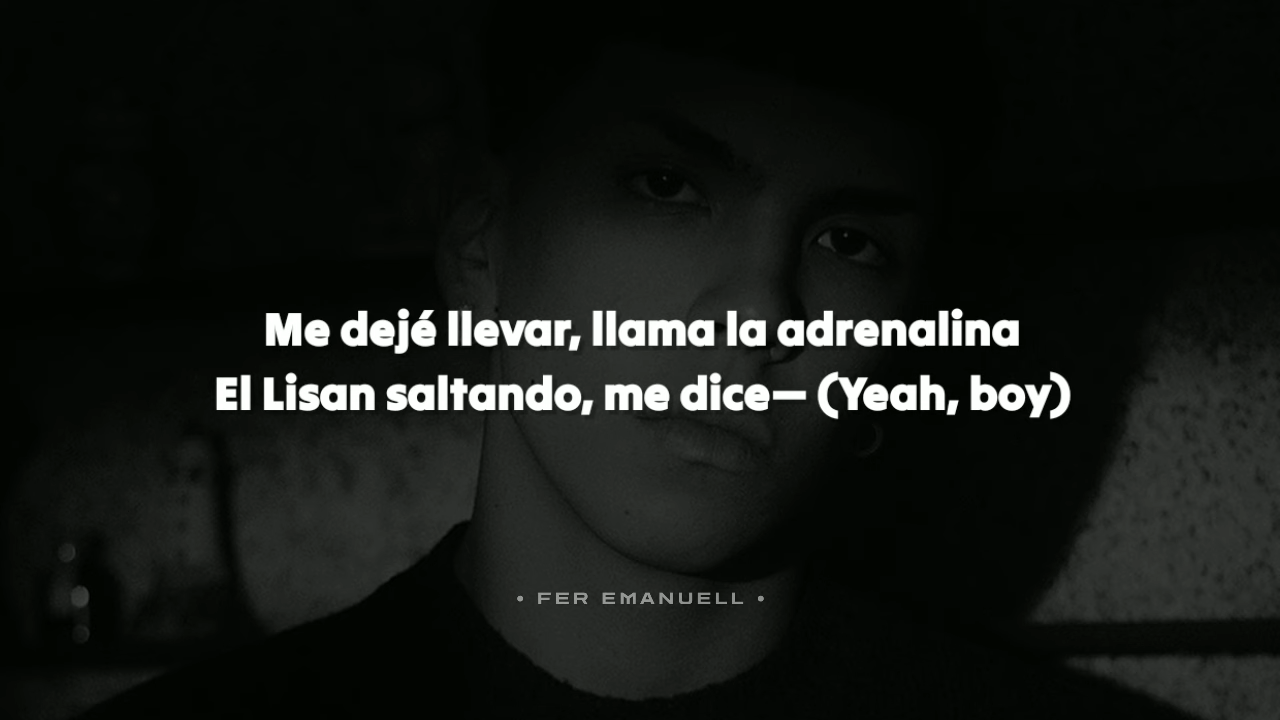 Me dejé llevar, llama la adrenalina
El Lisan saltando, me dice— (Yeah, boy)
• FER EMANUELL •